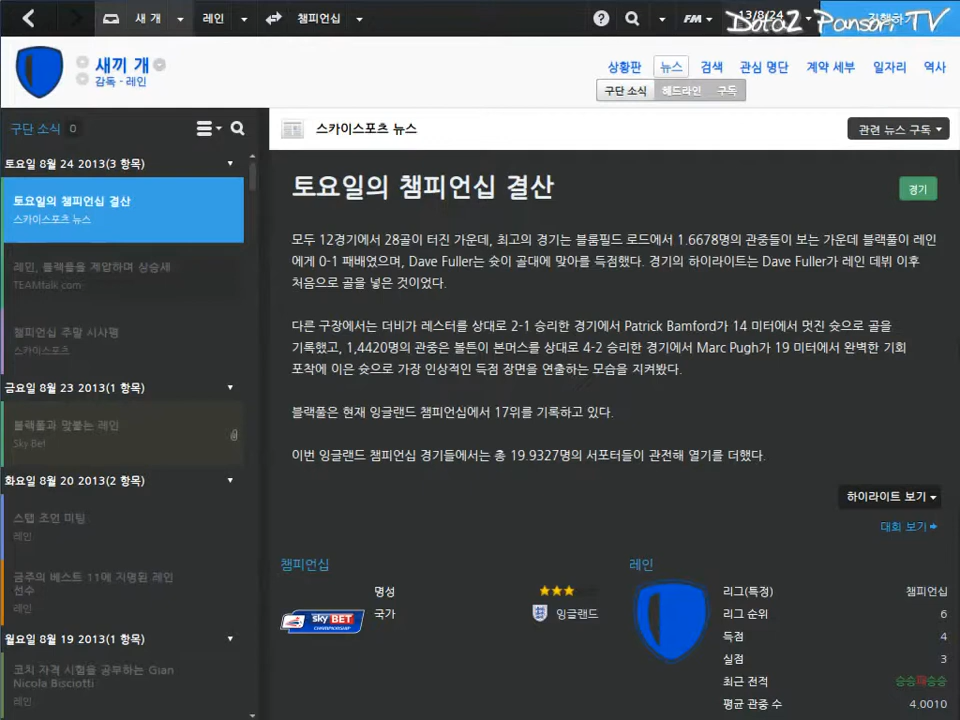 새 개 레인 챔피언십 FM 13/8/24
Dota2 Pansori TV
새끼 개
감독 - 레인
상황판 뉴스 검색 관심 명단 계약 세부 일자리 역사
구단 소식 헤드라인 구독
구단 소식 0
스카이스포츠 뉴스
관련 뉴스 구독
토요일 8월 24 2013(3 항목)
토요일의 챔피언십 결산
스카이스포츠 뉴스
레인, 블랙풀을 제압하며 상승세
TEAMtalk.com
챔피언십 주말 시사평
스카이스포츠
금요일 8월 23 2013(1 항목)
블랙풀과 맞붙는 레인
Sky Bet
화요일 8월 20 2013(2 항목)
스탭 조언 미팅
레인
금주의 베스트 11에 지명된 레인
선수
레인
월요일 8월 19 2013(1 항목)
코치 자격 시험을 공부하는 Gian
Nicola Bisciotti
레인
토요일의 챔피언십 결산
경기
모두 12경기에서 28골이 터진 가운데, 최고의 경기는 블룸필드 로드에서 1.6678명의 관중들이 보는 가운데 블랙풀이 레인
에게 0-1 패배였으며, Dave Fuller는 슛이 골대에 맞아를 득점했다. 경기의 하이라이트는 Dave Fuller가 레인 데뷔 이후
처음으로 골을 넣은 것이었다.
다른 구장에서는 더비가 레스터를 상대로 2-1 승리한 경기에서 Patrick Bamford가 14 미터에서 멋진 슛으로 골을
기록했고, 1,4420명의 관중은 볼튼이 본머스를 상대로 4-2 승리한 경기에서 Marc Pugh가 19 미터에서 완벽한 기회
포착에 이은 슛으로 가장 인상적인 득점 장면을 연출하는 모습을 지켜봤다.
블랙풀은 현재 잉글랜드 챔피언십에서 17위를 기록하고 있다.
이번 잉글랜드 챔피언십 경기들에서는 총 19.9327명의 서포터들이 관전해 열기를 더했다.
하이라이트 보기
대회 보기
챔피언십
명성
국가 잉글랜드
sky BET
CHAMPIONSHIP
레인
리그(특정) 챔피언십
리그 순위 6
득점 4
실점 3
최근 전적 승승패승승
평균 관중 수 4.0010